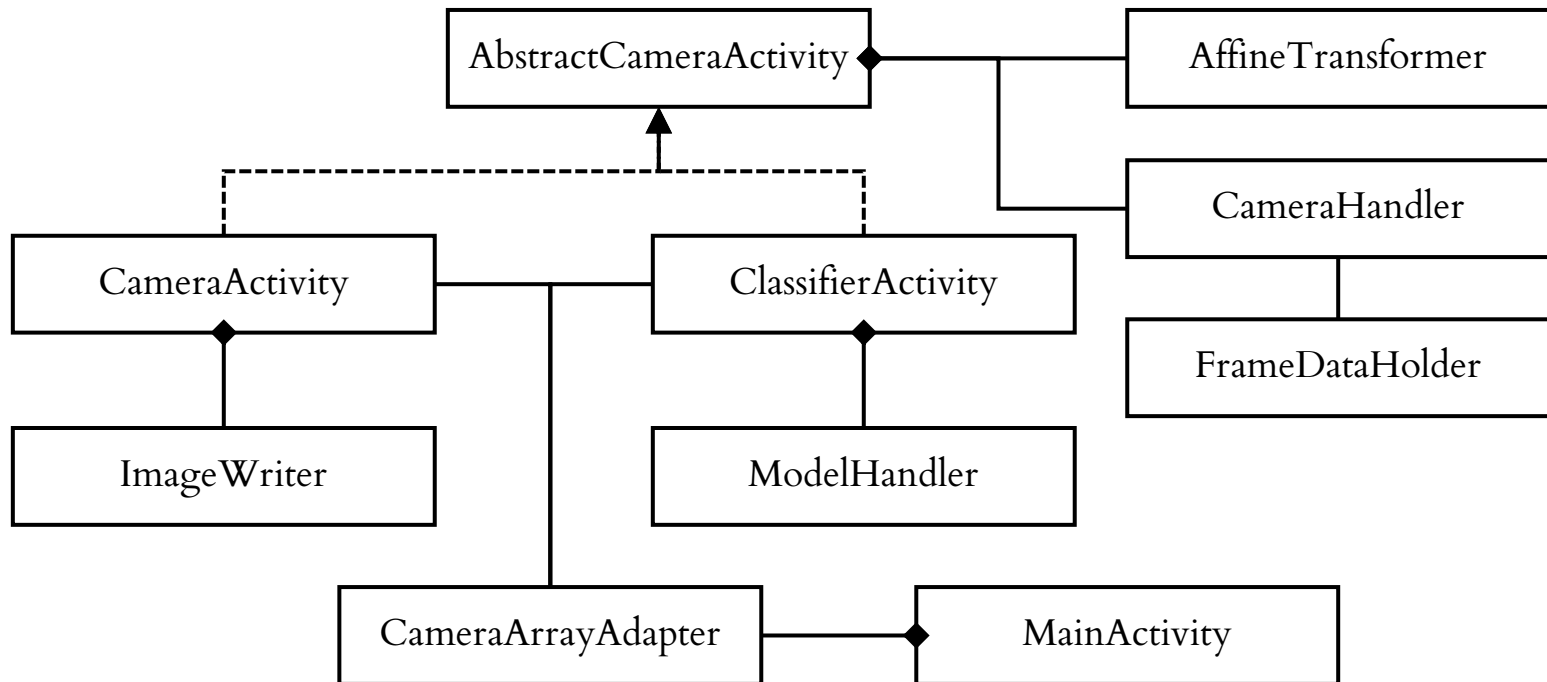 AbstractCameraActivity
AffineTransformer
CameraHandler
CameraActivity
ClassifierActivity
FrameDataHolder
ImageWriter
ModelHandler
CameraArrayAdapter
MainActivity